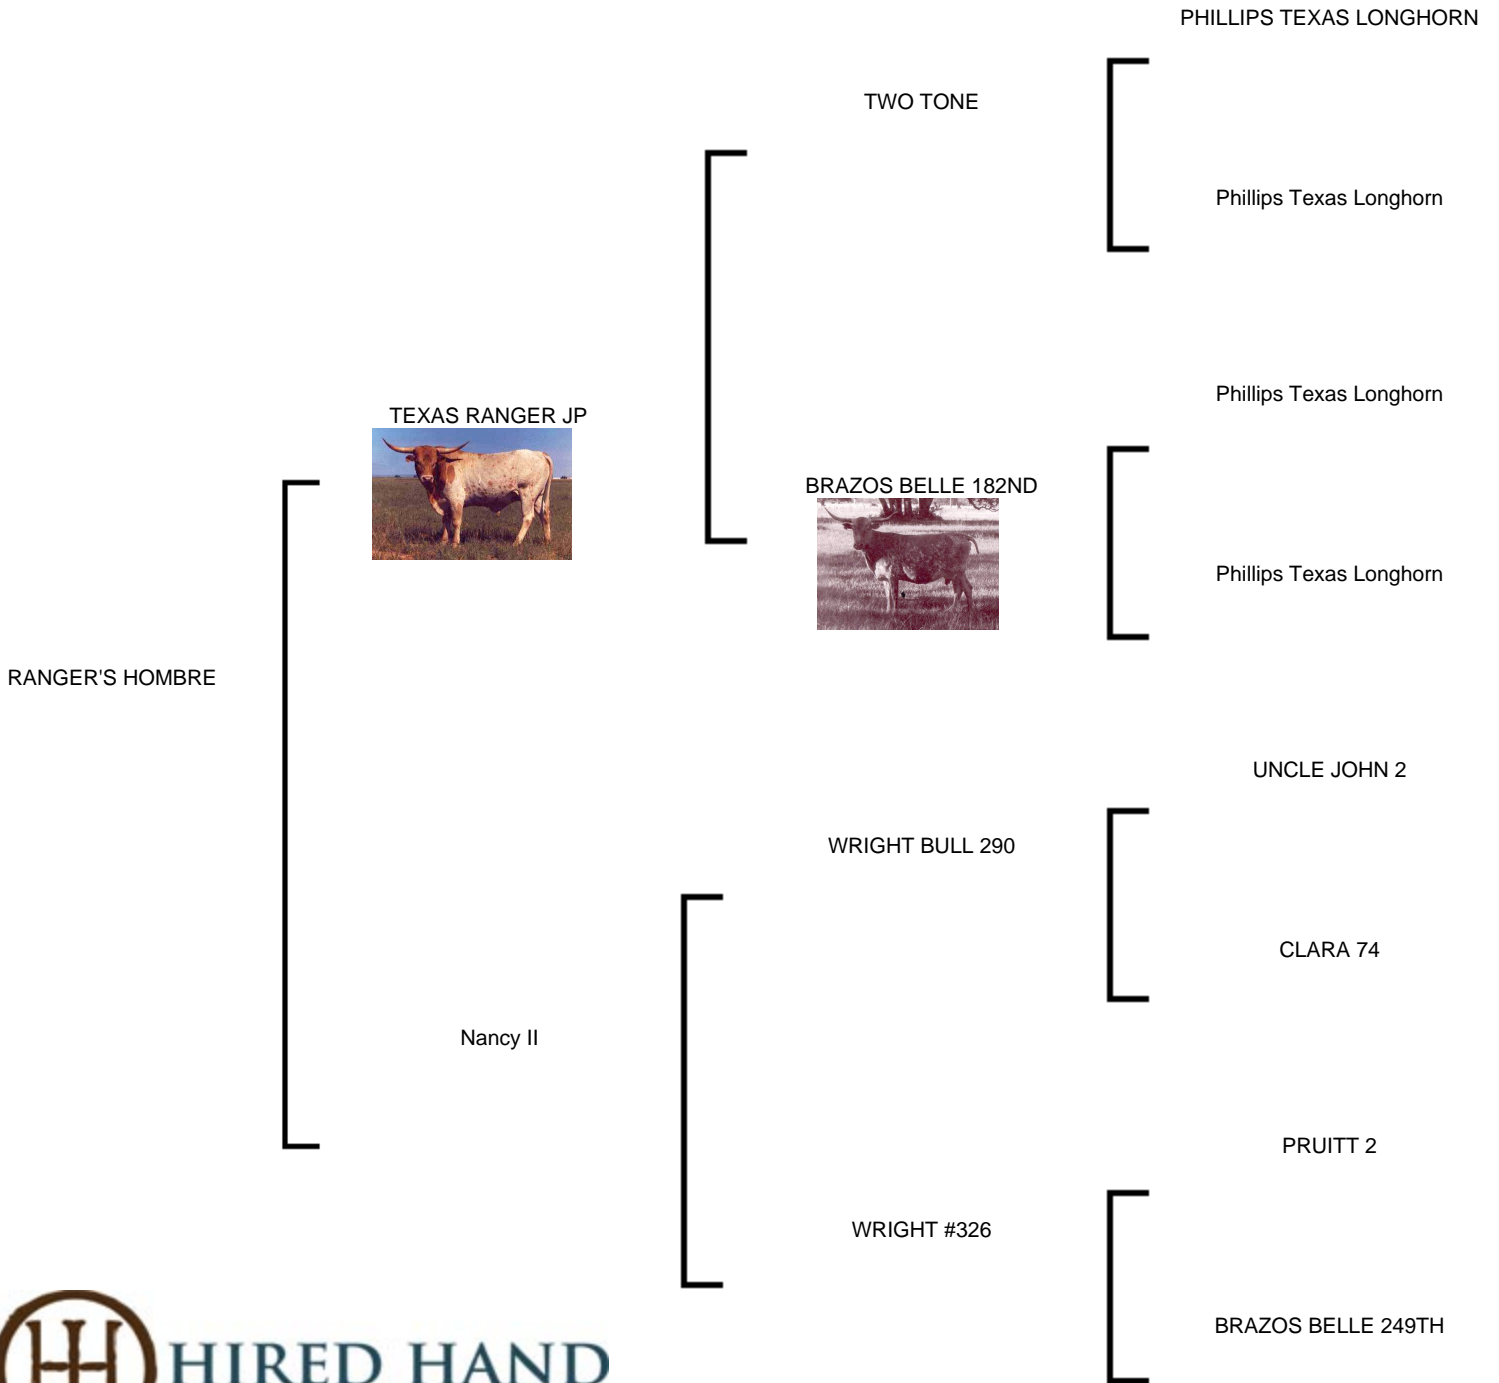 PHILLIPS TEXAS LONGHORN
TWO TONE
Phillips Texas Longhorn
Phillips Texas Longhorn
TEXAS RANGER JP
BRAZOS BELLE 182ND
Phillips Texas Longhorn
RANGER'S HOMBRE
UNCLE JOHN 2
WRIGHT BULL 290
CLARA 74
Nancy II
PRUITT 2
WRIGHT #326
BRAZOS BELLE 249TH
HIRED HAND